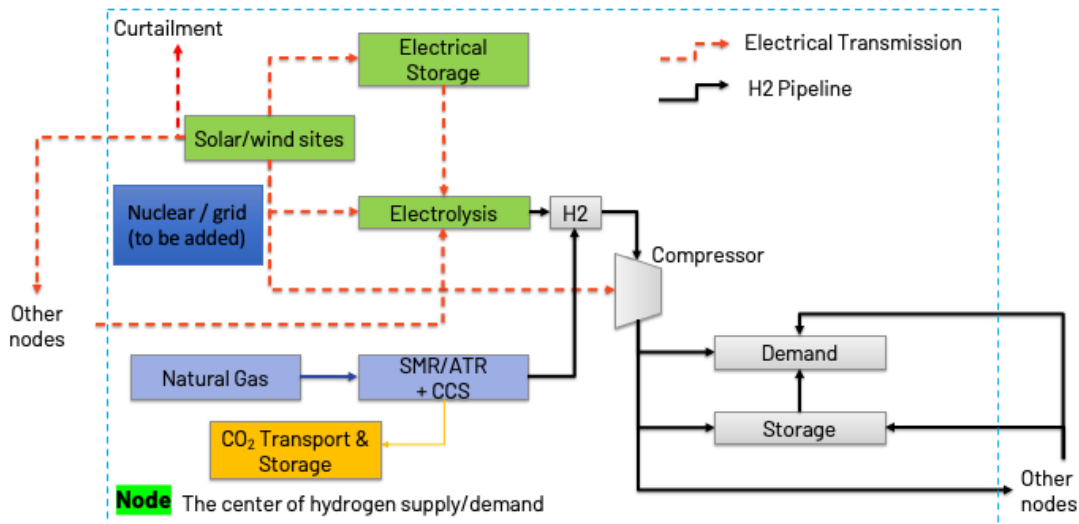 Curtailment
Electrical
Storage
Electrical Transmission
H2 Pipeline
Solar/wind sites
Nuclear / grid
(to be added)
Electrolysis
H2
Compressor
Other
nodes
Natural Gas
SMR/ATR
+ CCS
Demand
CO₂ Transport &
Storage
Storage
Other
nodes
Node The center of hydrogen supply/demand